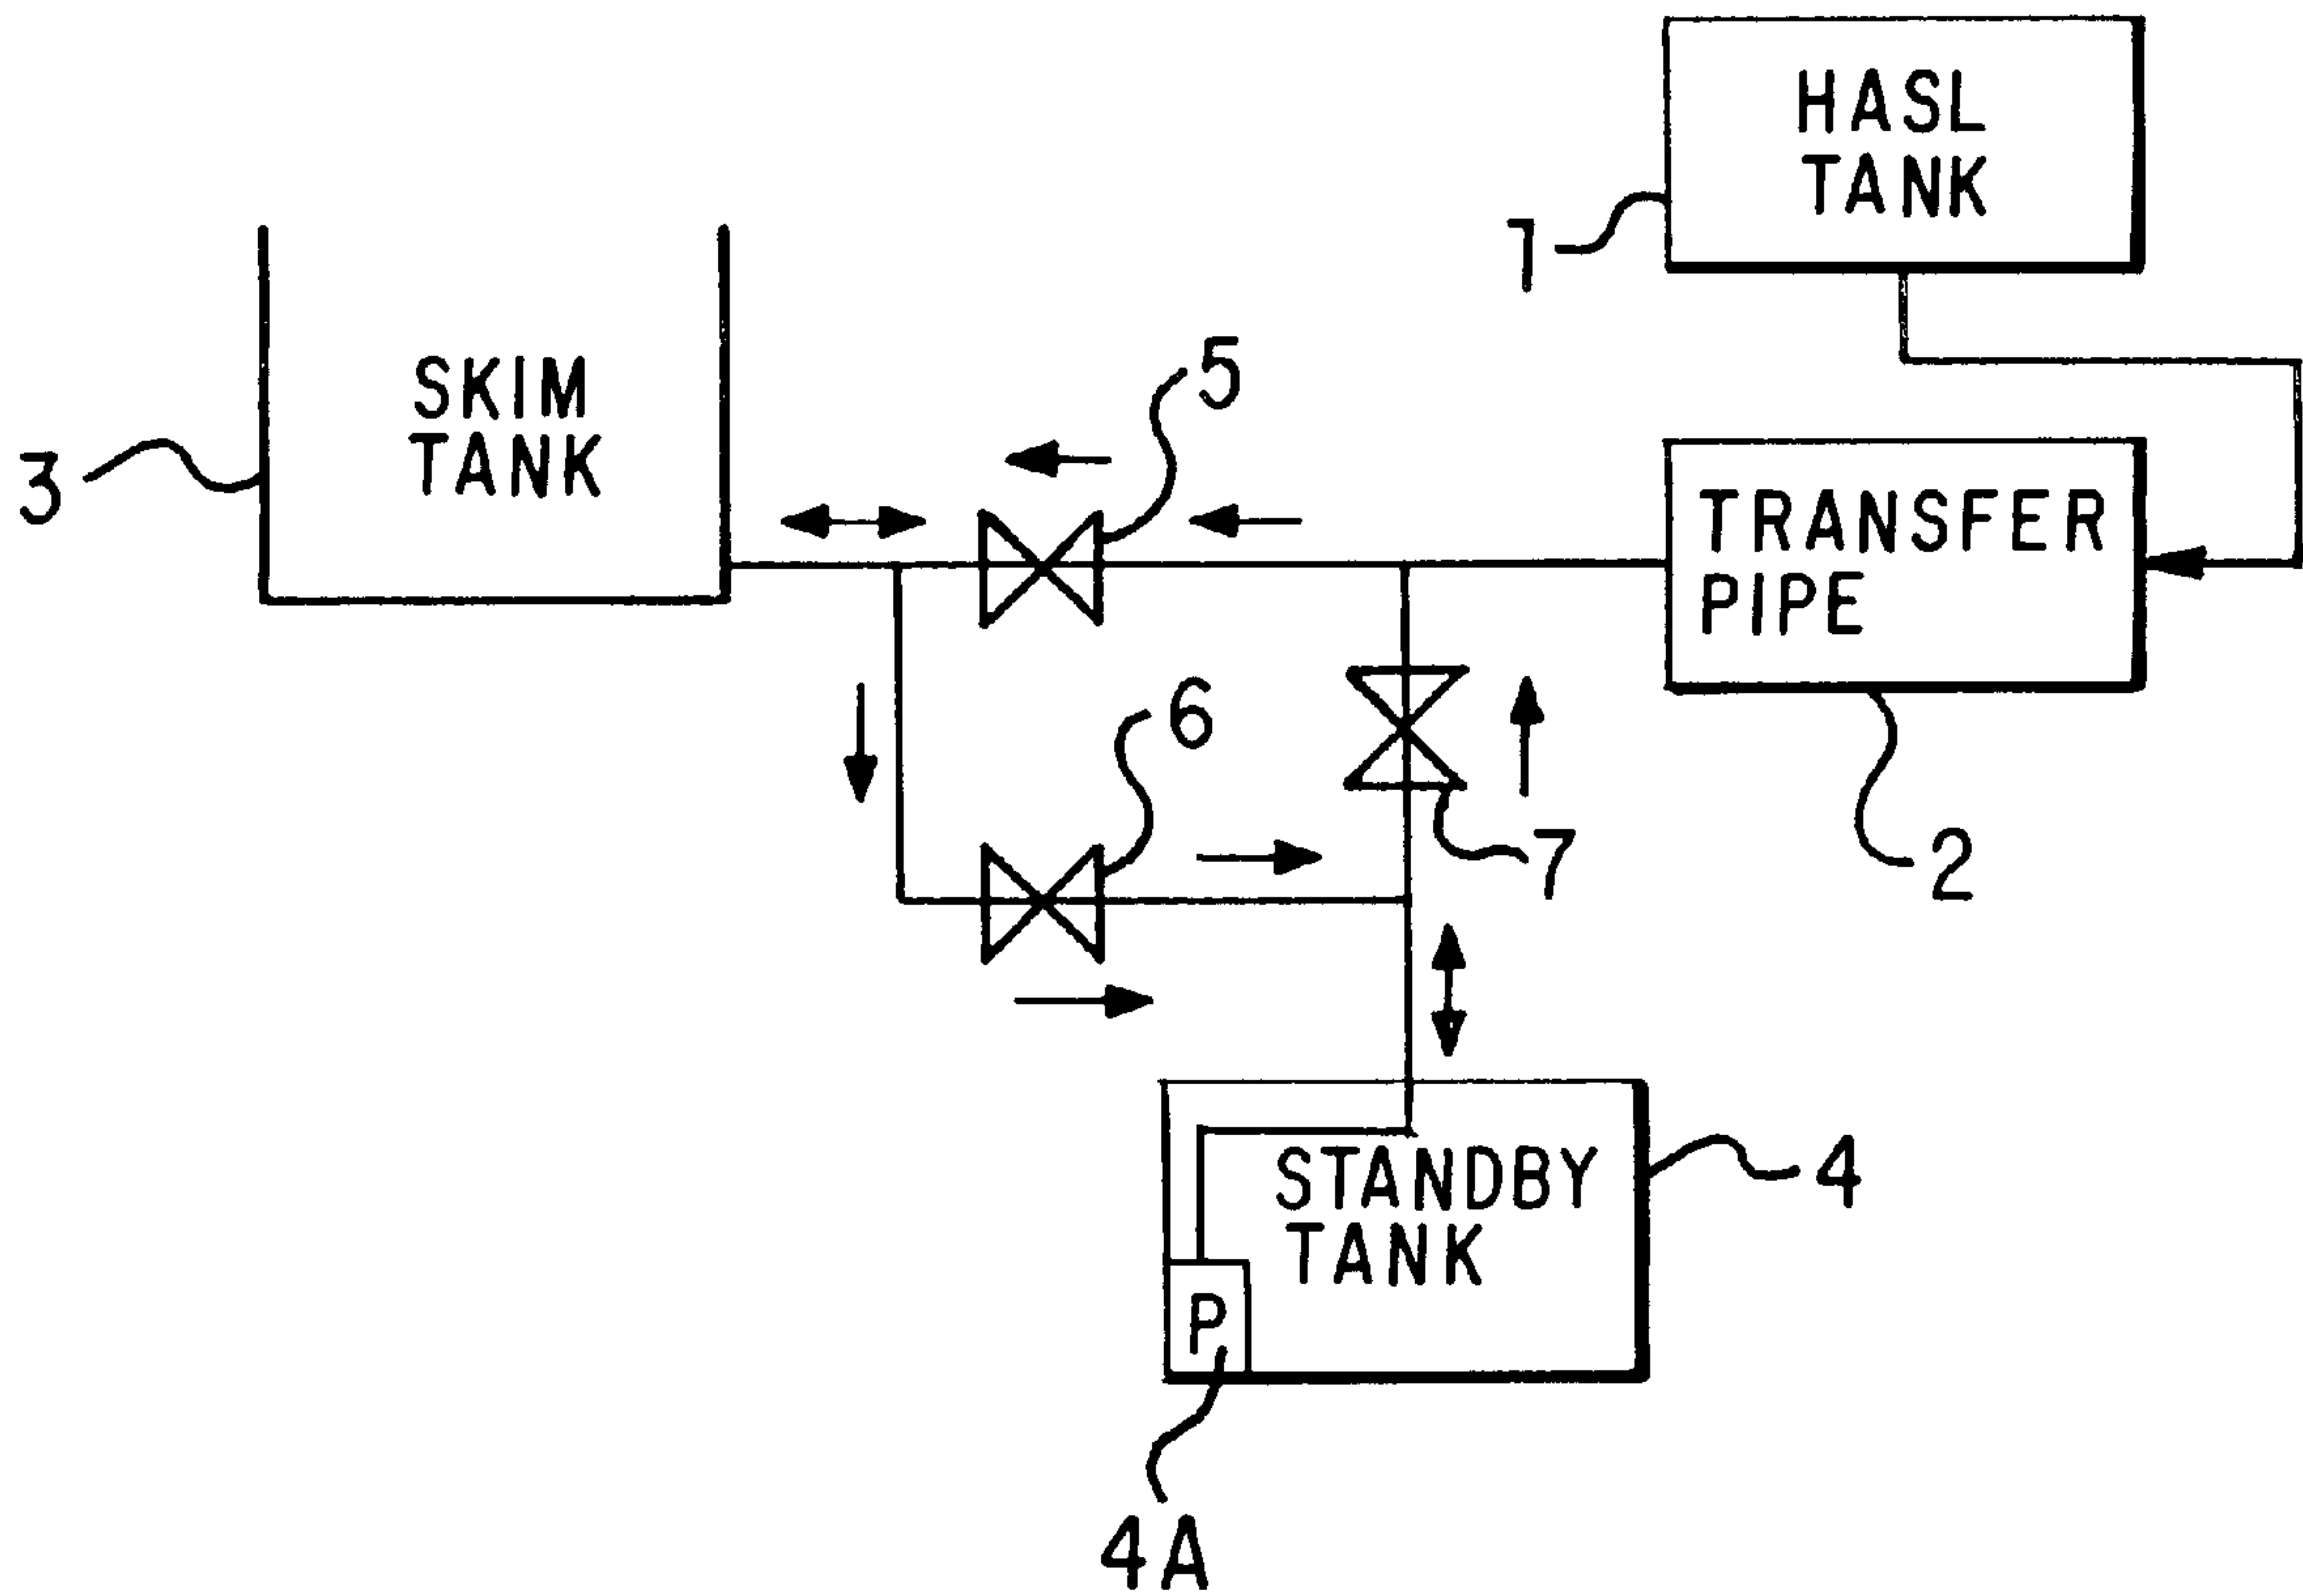 HASL
TANK
1
SKIM
TANK
3
5
TRANSFER
PIPE
6
7
2
STANDBY
TANK
4
P
4A